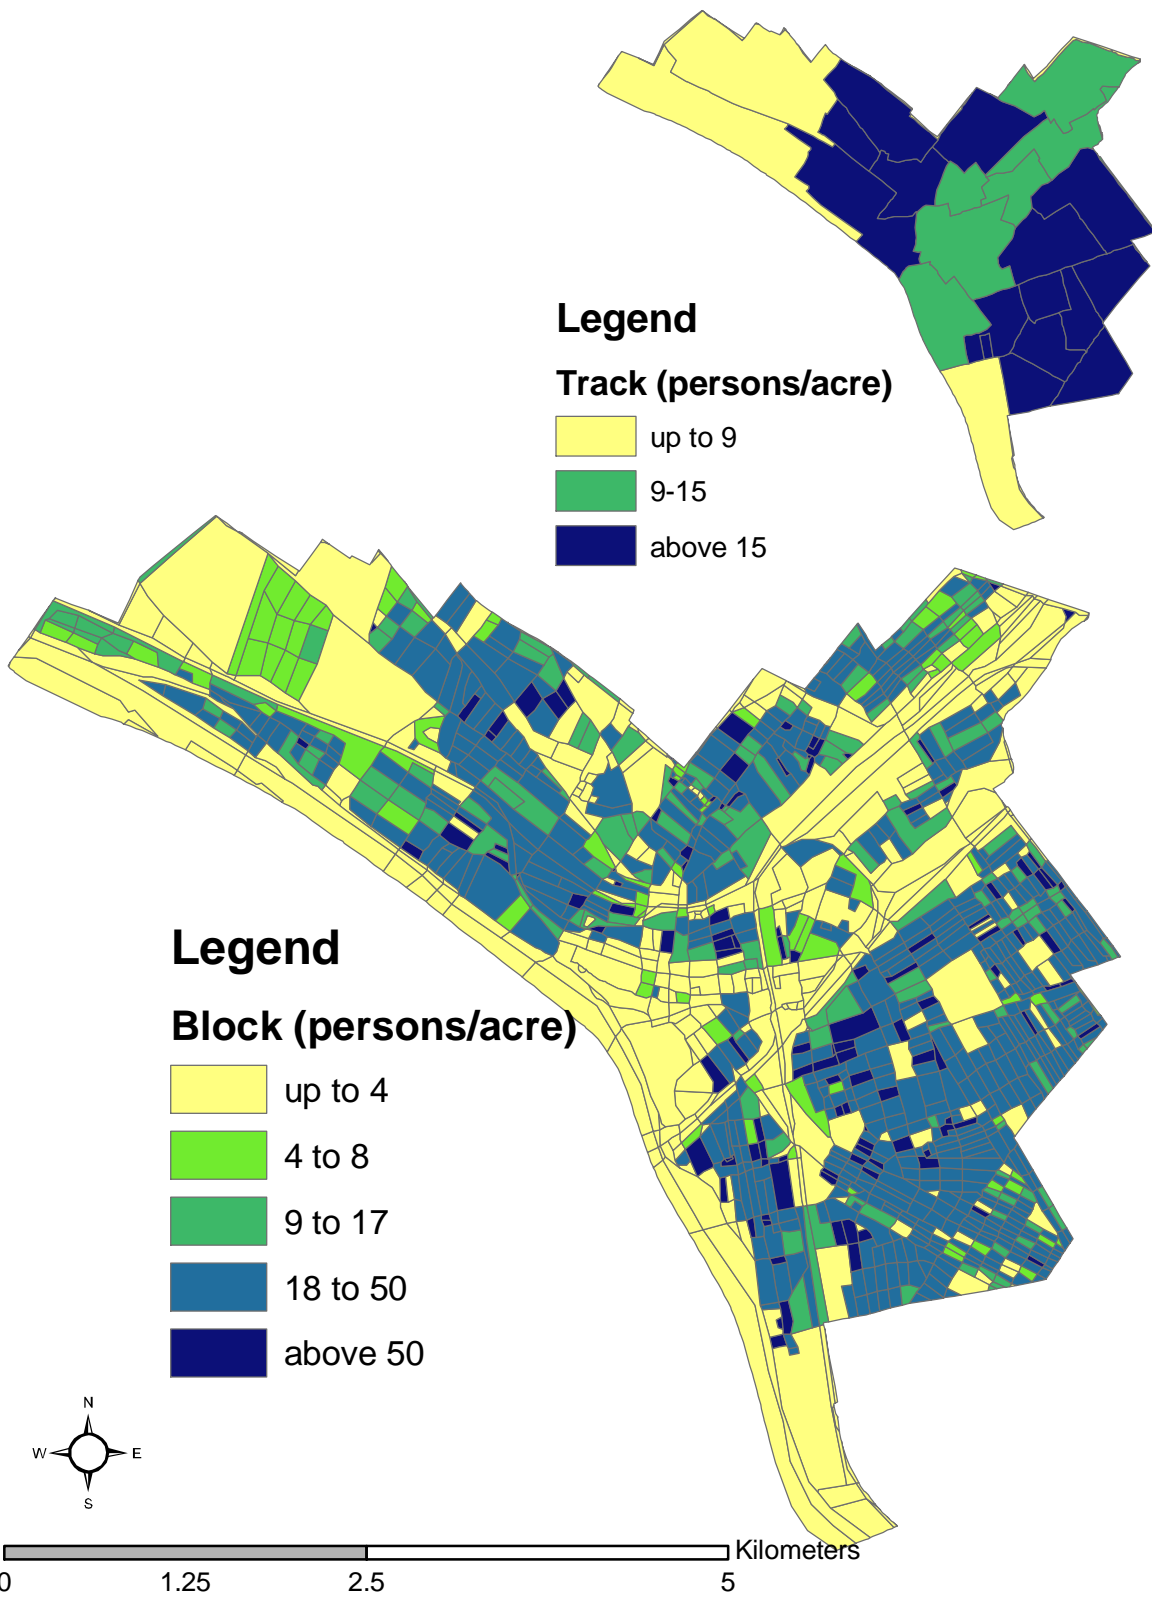 Legend
Track (persons/acre)
up to 9
9-15
above 15
Legend
Block (persons/acre)
up to 4
4 to 8
9 to 17
18 to 50
above 50
N
W E
S
Kilometers
0 1.25 2.5 5